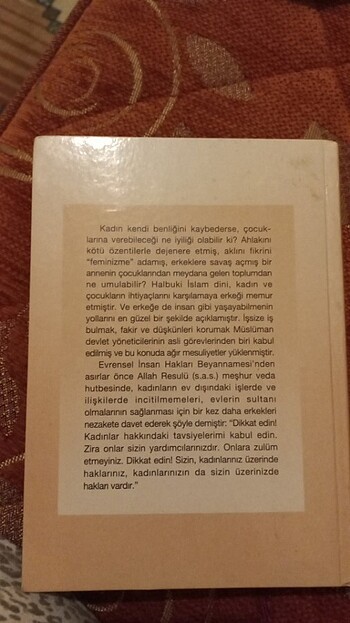 Kadın kendi benliğini kaybederse, çocuk-
larına verebileceği ne iyiliği olabilir ki? Ahlakını
kötü özentilerle dejenere etmiş, aklını fikrini
“feminizme” adamış, erkeklere savaş açmış bir
annenin çocuklarından meydana gelen toplumdan
ne umulabilir? Halbuki İslam dini, kadın ve
çocukların ihtiyaçlarını karşılamaya erkeği memur
etmiştir. Ve erkeğe de insan gibi yaşayabilmenin
yollarını en güzel bir şekilde açıklamıştır. İşsize iş
bulmak, fakir ve düşkünleri korumak Müslüman
devlet yöneticilerinin asli görevlerinden biri kabul
edilmiş ve bu konuda ağır mesuliyetler yüklenmiştir.
Evrensel İnsan Hakları Beyannamesi’nden
asırlar önce Allah Resulü (s.a.s.) meşhur veda
hutbesinde, kadınların ev dışındaki işlerde ve
ilişkilerde incitilmemeleri, evlerin sultanı
olmalarının sağlanması için bir kez daha erkekleri
nezakete davet ederek şöyle demiştir: “Dikkat edin!
Kadınlar hakkındaki tavsiyelerimi kabul edin.
Zira onlar sizin yardımcılarınızdır. Onlara zulüm
etmeyiniz. Dikkat edin! Sizin, kadınlarınız üzerinde
haklarınız, kadınlarınızın da sizin üzerinizde
hakları vardır.”